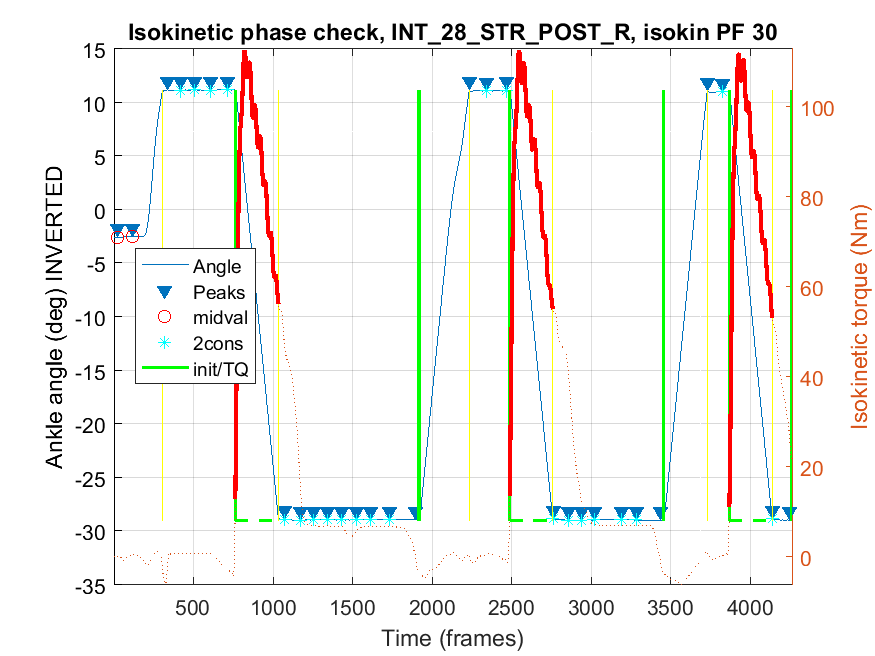 Isokinetic phase check, INT_28_STR_POST_R, isokin PF 30
Ankle angle (deg) INVERTED
15
10
5
0
-5
-10
-15
-20
-25
-30
-35
Angle
Peaks
midval
2cons
init/TQ
500
1000
1500
2000
2500
3000
3500
4000
Time (frames)
100
80
60
40
20
0
Isokinetic torque (Nm)